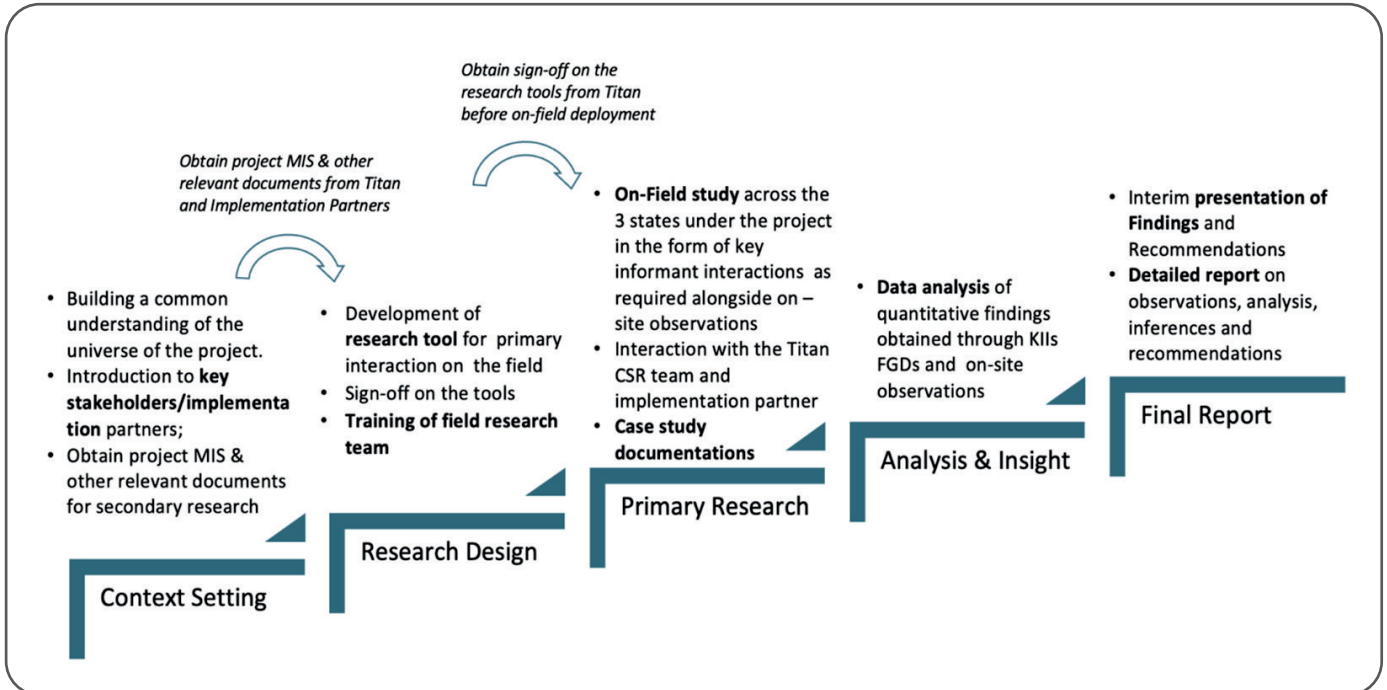 Obtain sign-off on the
research tools from Titan
before on-field deployment
Obtain project MIS & other
relevant documents from Titan
and Implementation Partners
• Building a common
understanding of the
universe of the project.
• Introduction to key
stakeholders/implementa
tion partners;
• Obtain project MIS &
other relevant documents
for secondary research
Context Setting
• Development of
research tool for primary
interaction on the field
• Sign-off on the tools
• Training of field research
team
Research Design
• On-Field study across the
3 states under the project
in the form of key
informant interactions as
required alongside on –
site observations
• Interaction with the Titan
CSR team and
implementation partner
• Case study
documentations
Primary Research
• Data analysis of
quantitative findings
obtained through KIIs
FGDs and on-site
observations
Analysis & Insight
• Interim presentation of
Findings and
Recommendations
• Detailed report on
observations, analysis,
inferences and
recommendations
Final Report